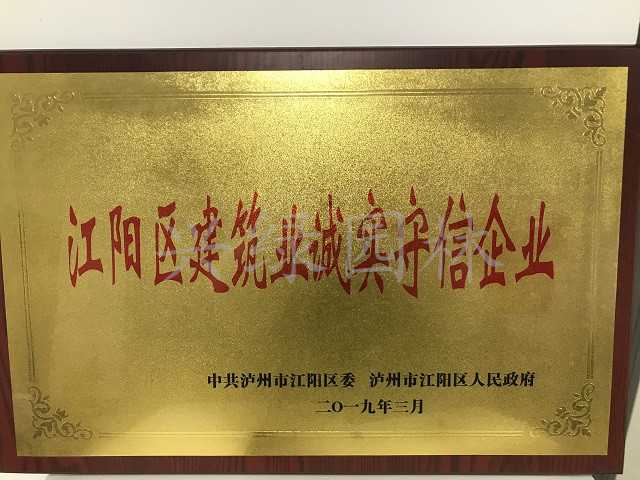 江阳区建筑业诚实守信企业
中共泸州市江阳区委 泸州市江阳区人民政府
二〇一九年三月